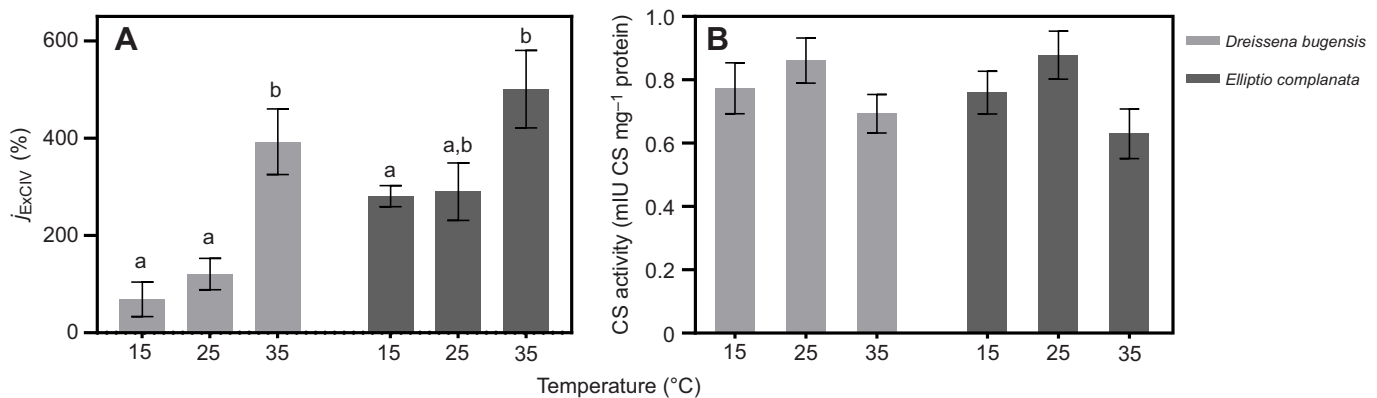 A
B
600
400
200
0
jExCIV (%)
a
a
b
a
a,b
b
15
25
35
15
25
35
1.0
0.8
0.6
0.4
0.2
0
CS activity (mIU CS mg−1 protein)
15
25
35
15
25
35
Temperature (°C)
Dreissena bugensis
Elliptio complanata